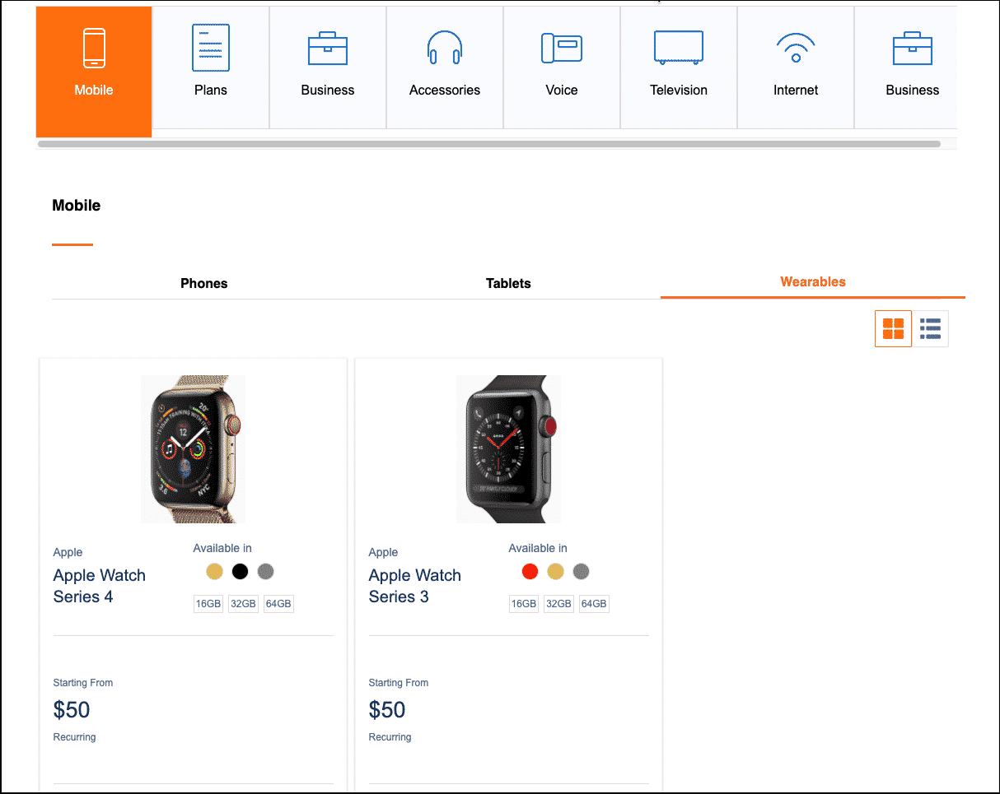 Mobile
Plans
Business
Accessories
Voice
Television
Internet
Business
Mobile
Phones
Tablets
Wearables
Apple
Apple Watch
Series 4
Available in
16GB 32GB 64GB
Starting From
$50
Recurring
Apple
Apple Watch
Series 3
Available in
16GB 32GB 64GB
Starting From
$50
Recurring